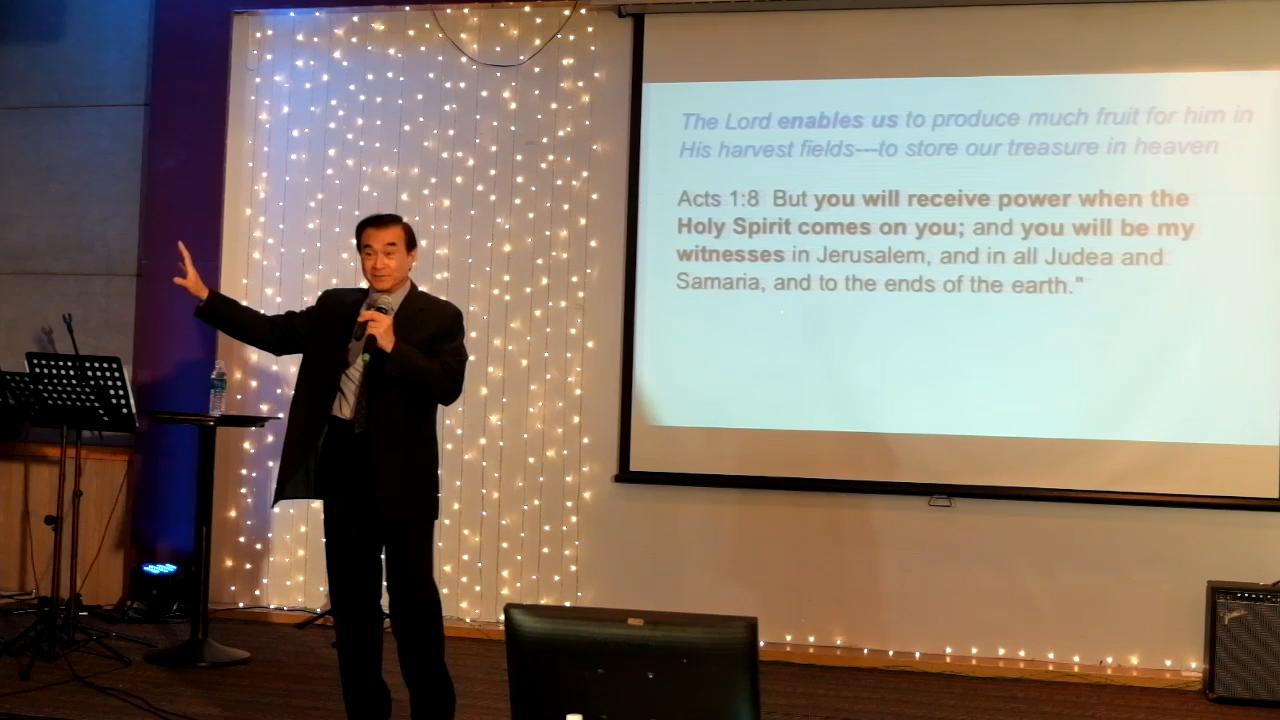 The Lord enables us to produce much fruit for him in
His harvest fields---to store our treasure in heaven
Acts 1:8 But you will receive power when the
Holy Spirit comes on you; and you will be my
witnesses in Jerusalem, and in all Judea and
Samaria, and to the ends of the earth."